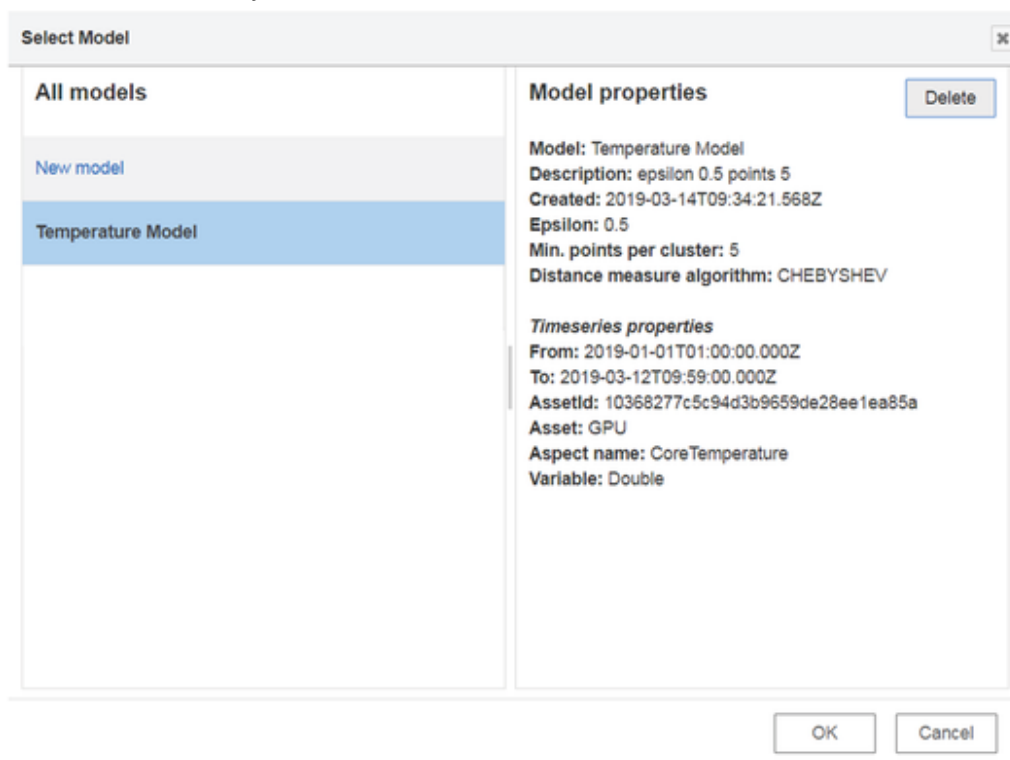 Select Model
All models
New model
Temperature Model
Model properties
Delete
Model: Temperature Model
Description: epsilon 0.5 points 5
Created: 2019-03-14T09:34:21.568Z
Epsilon: 0.5
Min. points per cluster: 5
Distance measure algorithm: CHEBYSHEV
Timeseries properties
From: 2019-01-01T01:00:00.000Z
To: 2019-03-12T09:59:00.000Z
AssetId: 10368277c5c94d3b9659de28ee1ea85a
Asset: GPU
Aspect name: CoreTemperature
Variable: Double
OK
Cancel